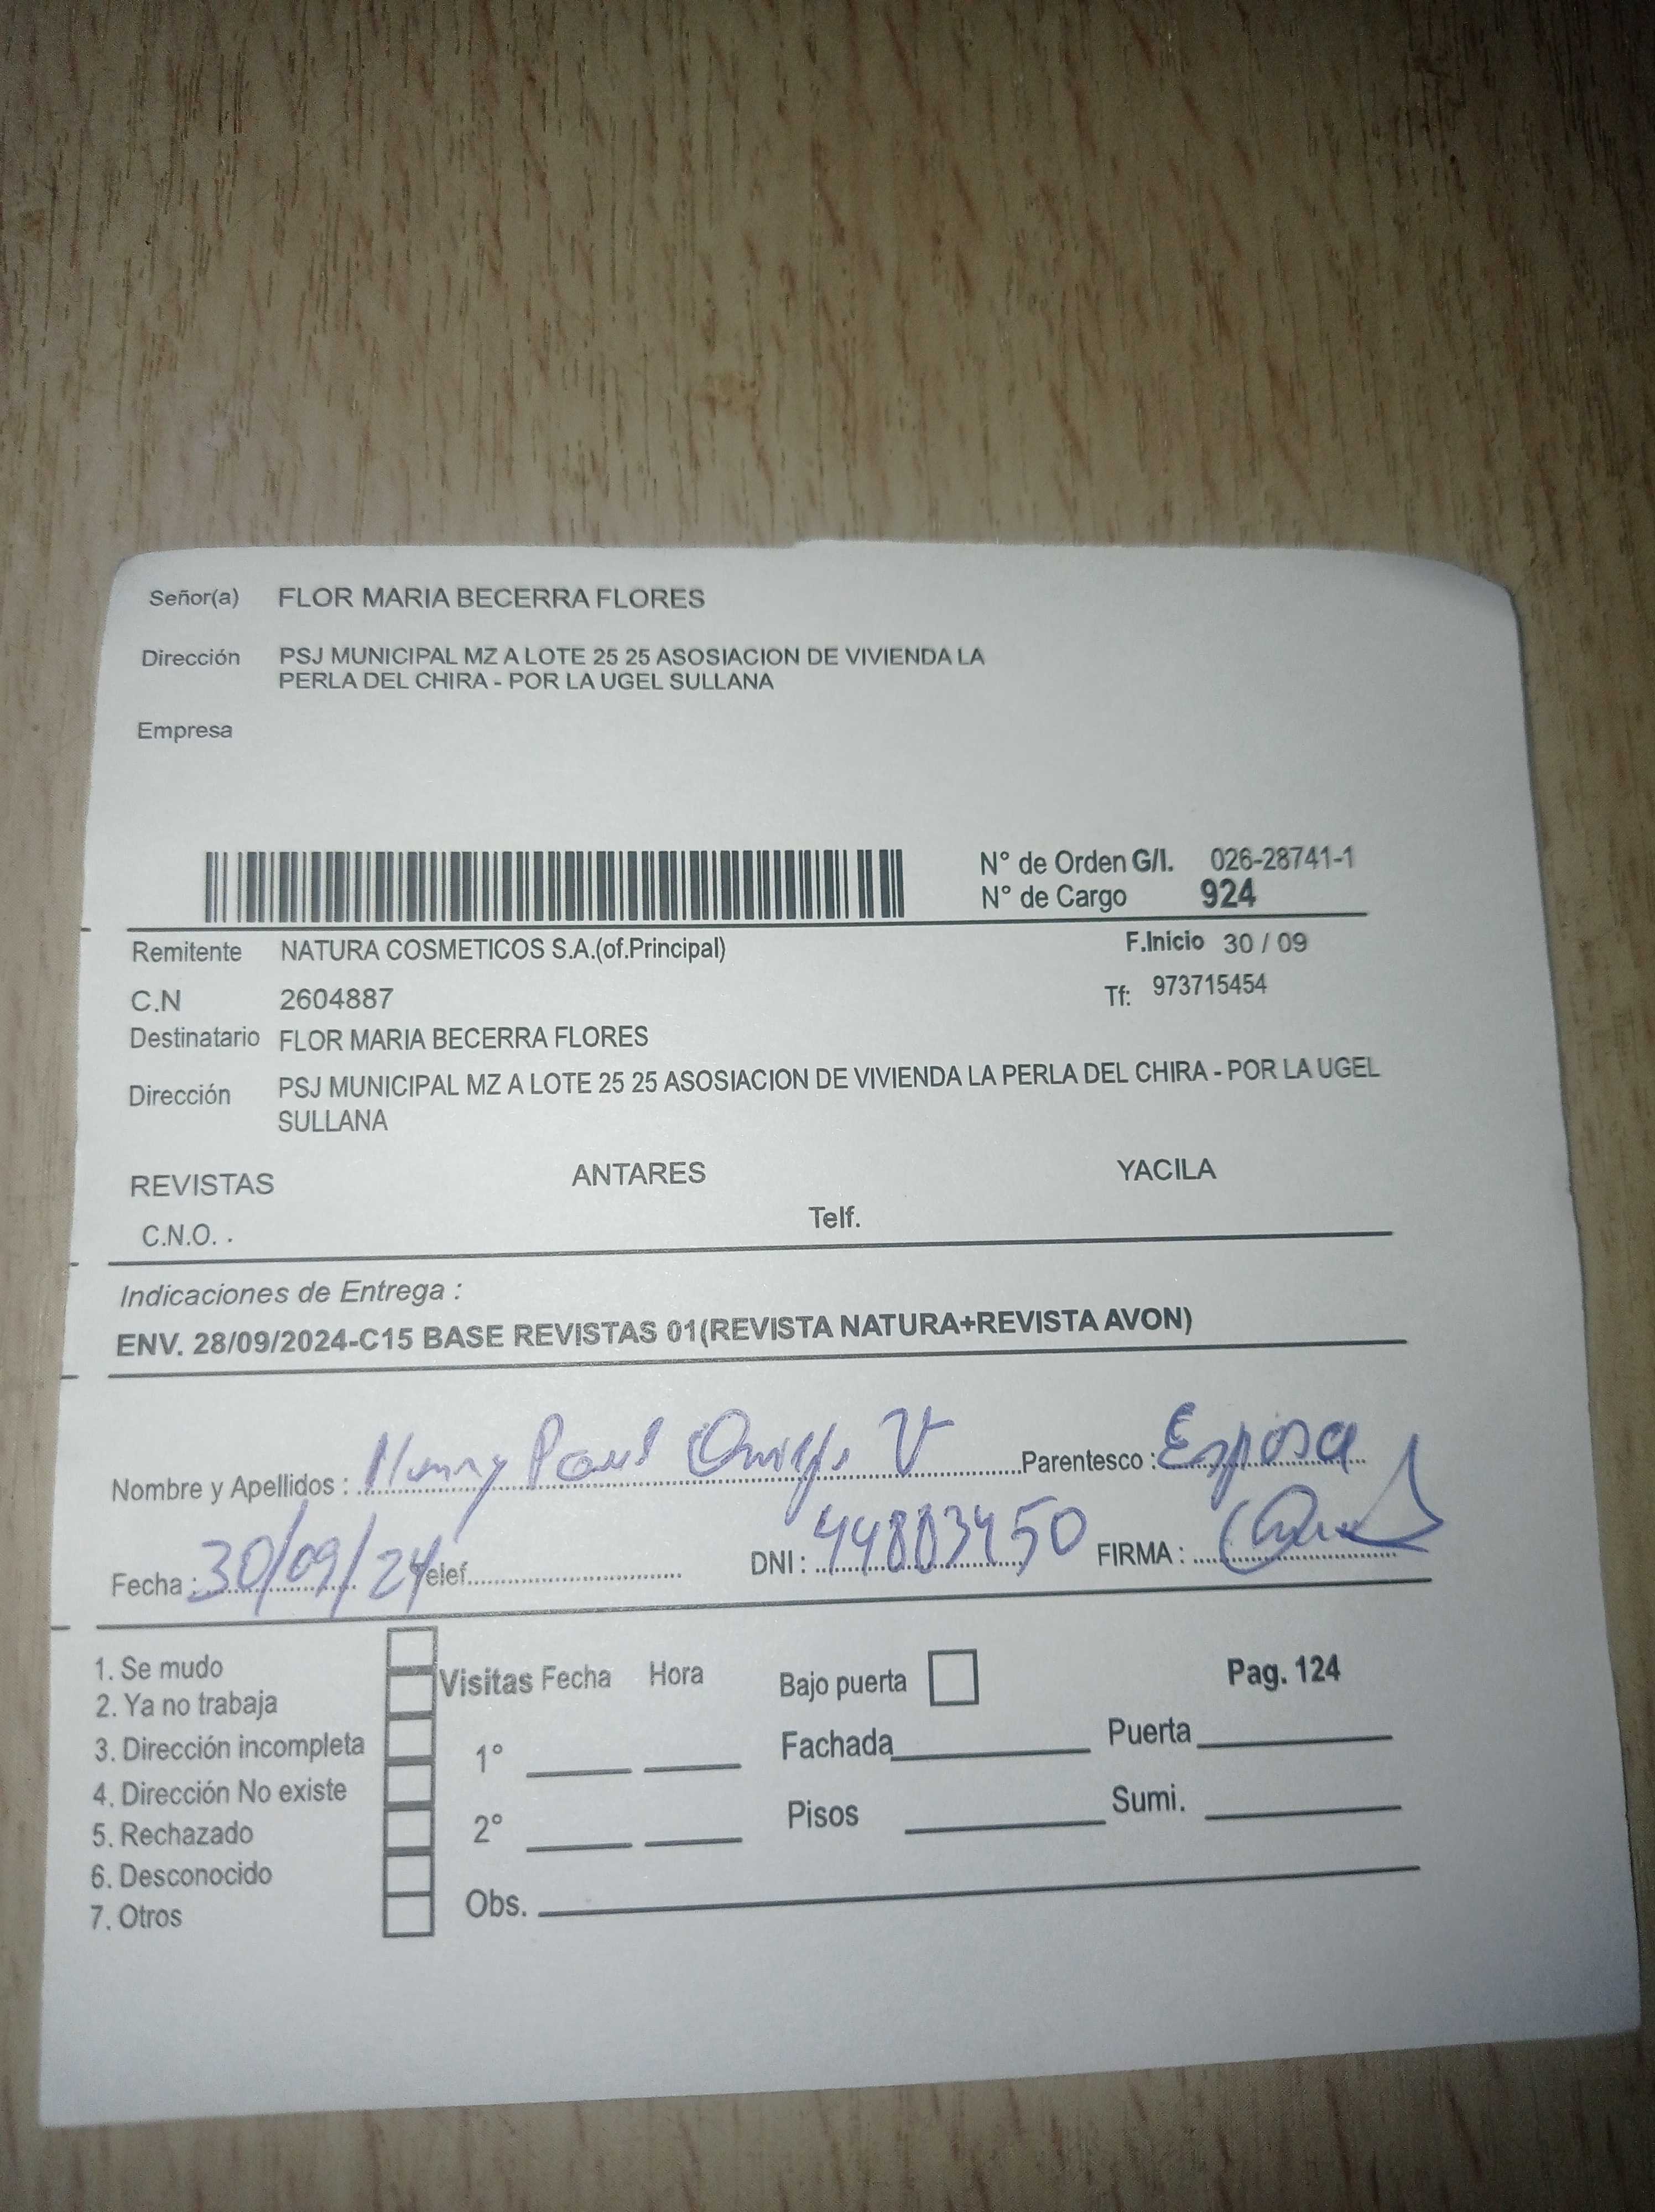 Señor(a) FLOR MARIA BECERRA FLORES
Dirección PSJ MUNICIPAL MZ A LOTE 25 25 ASOSIACION DE VIVIENDA LA
PERLA DEL CHIRA - POR LA UGEL SULLANA
Empresa
N° de Orden G/I. 026-28741-1
N° de Cargo 924
Remitente NATURA COSMETICOS S.A.(of.Principal) F.Inicio 30 / 09
C.N 2604887 Tf: 973715454
Destinatario FLOR MARIA BECERRA FLORES
Dirección PSJ MUNICIPAL MZ A LOTE 25 25 ASOSIACION DE VIVIENDA LA PERLA DEL CHIRA - POR LA UGEL
SULLANA
REVISTAS ANTARES YACILA
C.N.O. . Telf.
Indicaciones de Entrega :
ENV. 28/09/2024-C15 BASE REVISTAS 01(REVISTA NATURA+REVISTA AVON)
Nombre y Apellidos : Paul V Parentesco : Esposa
Fecha : 30/09/24 Telef. DNI : 44803450 FIRMA :
1. Se mudo
2. Ya no trabaja
3. Dirección incompleta
4. Dirección No existe
5. Rechazado
6. Desconocido
7. Otros
Visitas Fecha Hora
1°
2°
Obs.
Bajo puerta Pag. 124
Fachada Puerta
Pisos Sumi.